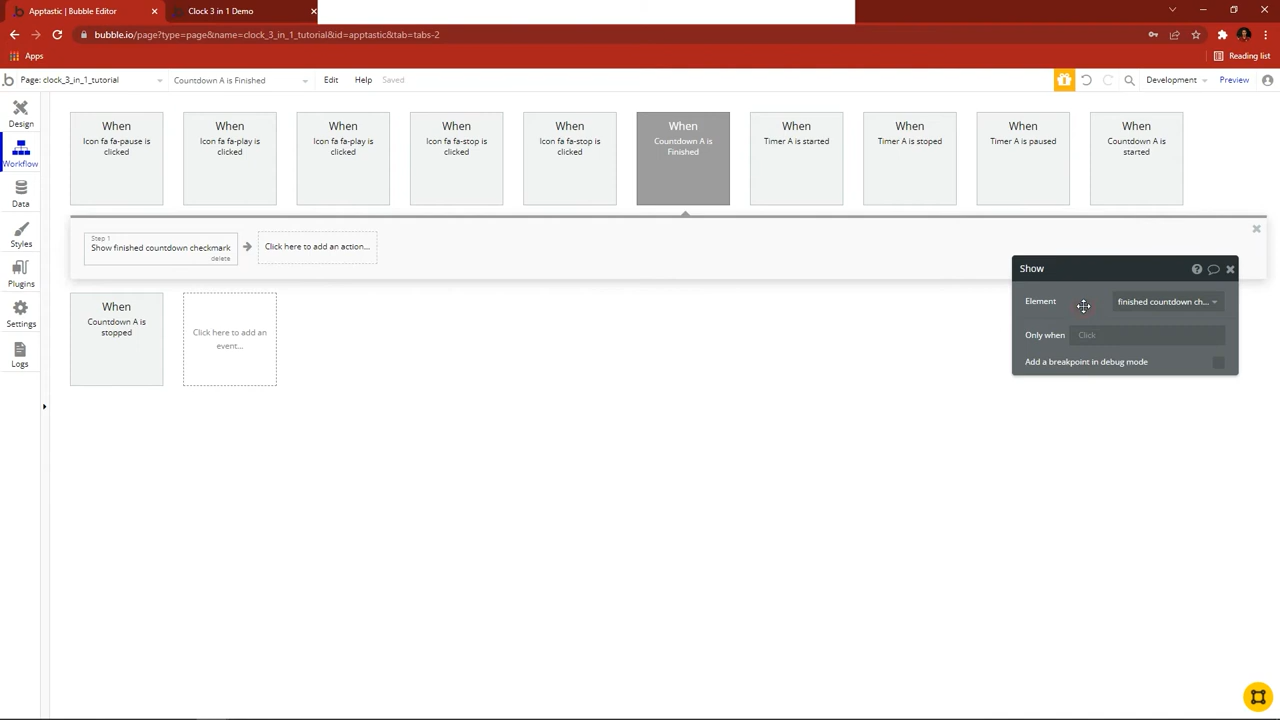 Apptastic | Bubble Editor
Clock 3 in 1 Demo
bubble.io/page?type=page&name=clock_3_in_1_tutorial&id=apptastic&tab=tabs-2
Apps
Reading list
Page: clock_3_in_1_tutorial
Countdown A is Finished
Edit
Help
Saved
Development
Preview
Design
Workflow
Data
Styles
Plugins
Settings
Logs
When
Icon fa fa-pause is
clicked
When
Icon fa fa-play is
clicked
When
Icon fa fa-play is
clicked
When
Icon fa fa-stop is
clicked
When
Icon fa fa-stop is
clicked
When
Countdown A is
Finished
When
Timer A is started
When
Timer A is stoped
When
Timer A is paused
When
Countdown A is
started
Step 1
Show finished countdown checkmark
delete
Click here to add an action...
When
Countdown A is
stopped
Click here to add an
event...
Show
Element
finished countdown ch...
Only when
Click
Add a breakpoint in debug mode